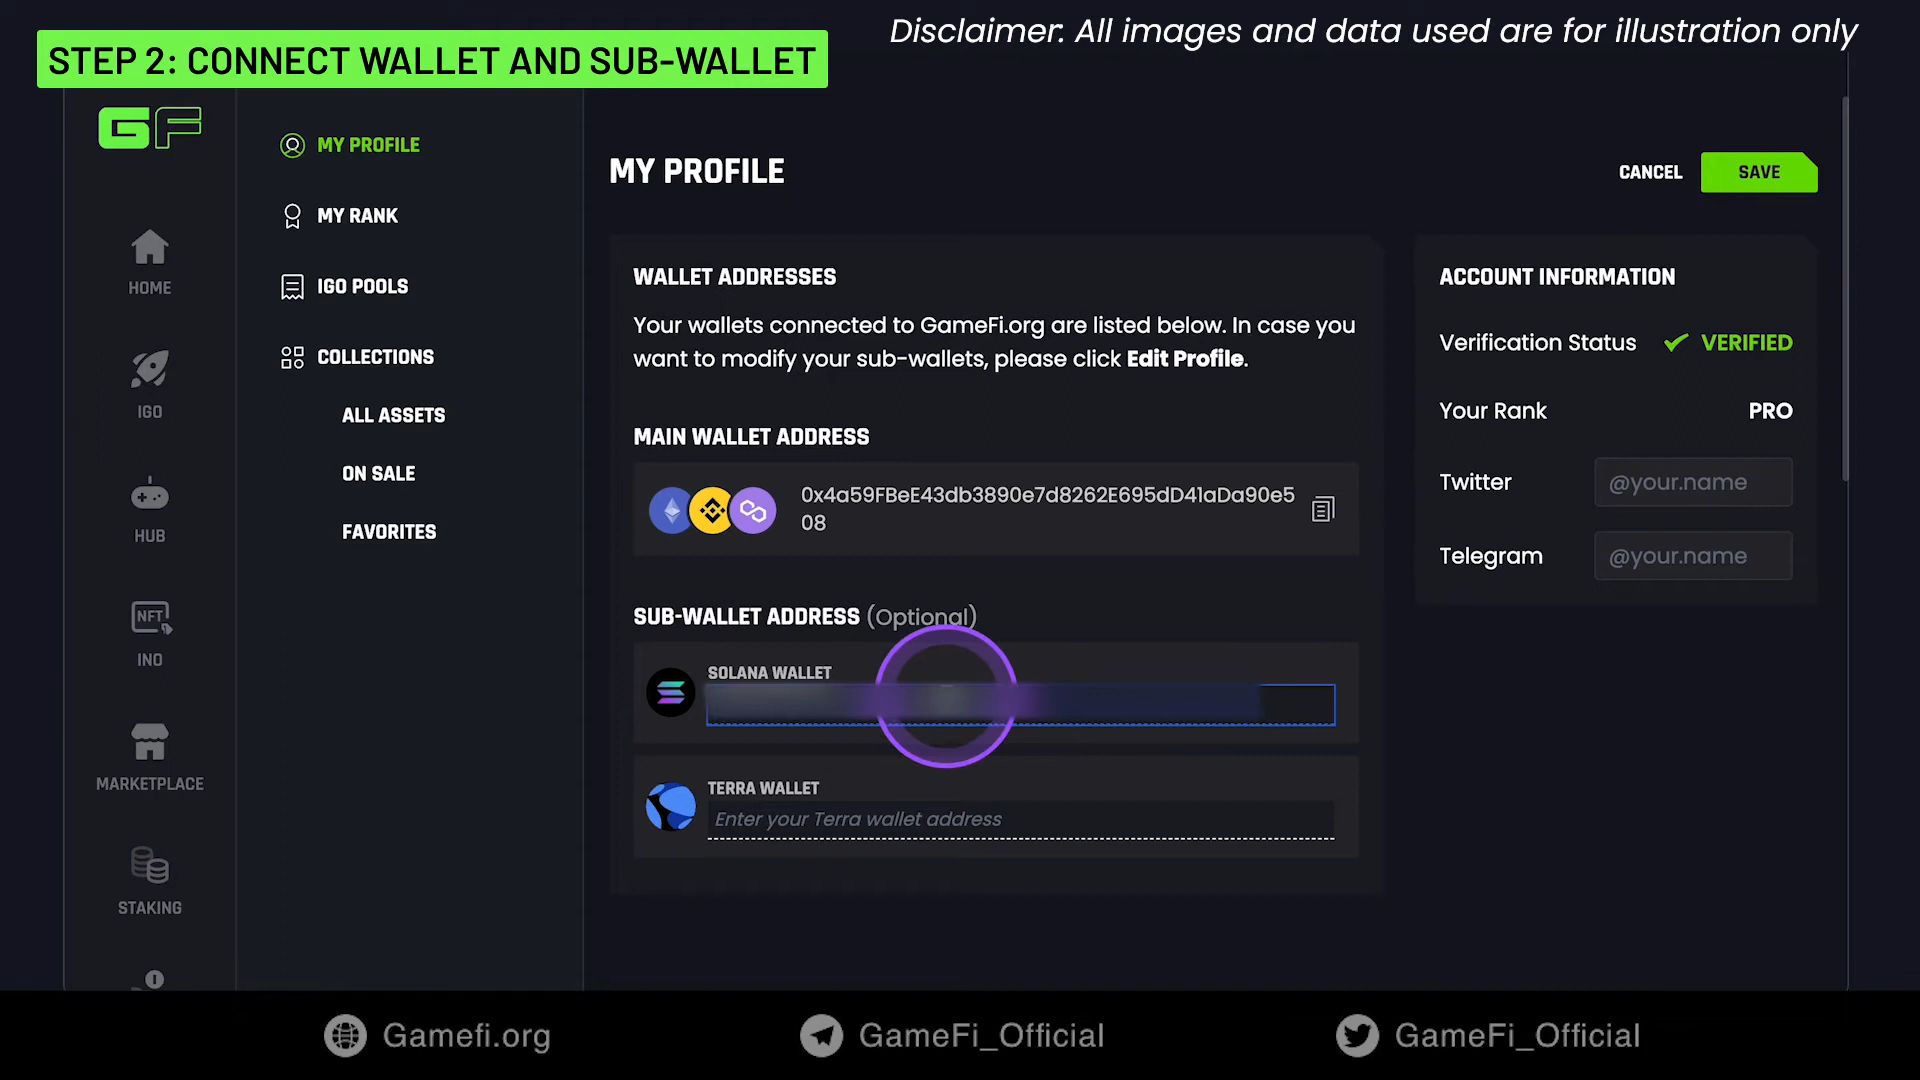 Disclaimer: All images and data used are for illustration only
STEP 2: CONNECT WALLET AND SUB-WALLET
GF
HOME
IGO
HUB
NFT
INO
MARKETPLACE
STAKING
MY PROFILE
MY RANK
IGO POOLS
COLLECTIONS
ALL ASSETS
ON SALE
FAVORITES
MY PROFILE
CANCEL
SAVE
WALLET ADDRESSES
Your wallets connected to GameFi.org are listed below. In case you
want to modify your sub-wallets, please click Edit Profile.
MAIN WALLET ADDRESS
0x4a59FBeE43db3890e7d8262E695dD41aDa90e5
08
SUB-WALLET ADDRESS (Optional)
SOLANA WALLET
TERRA WALLET
Enter your Terra wallet address
ACCOUNT INFORMATION
Verification Status VERIFIED
Your Rank PRO
Twitter @your.name
Telegram @your.name
Gamefi.org
GameFi_Official
GameFi_Official